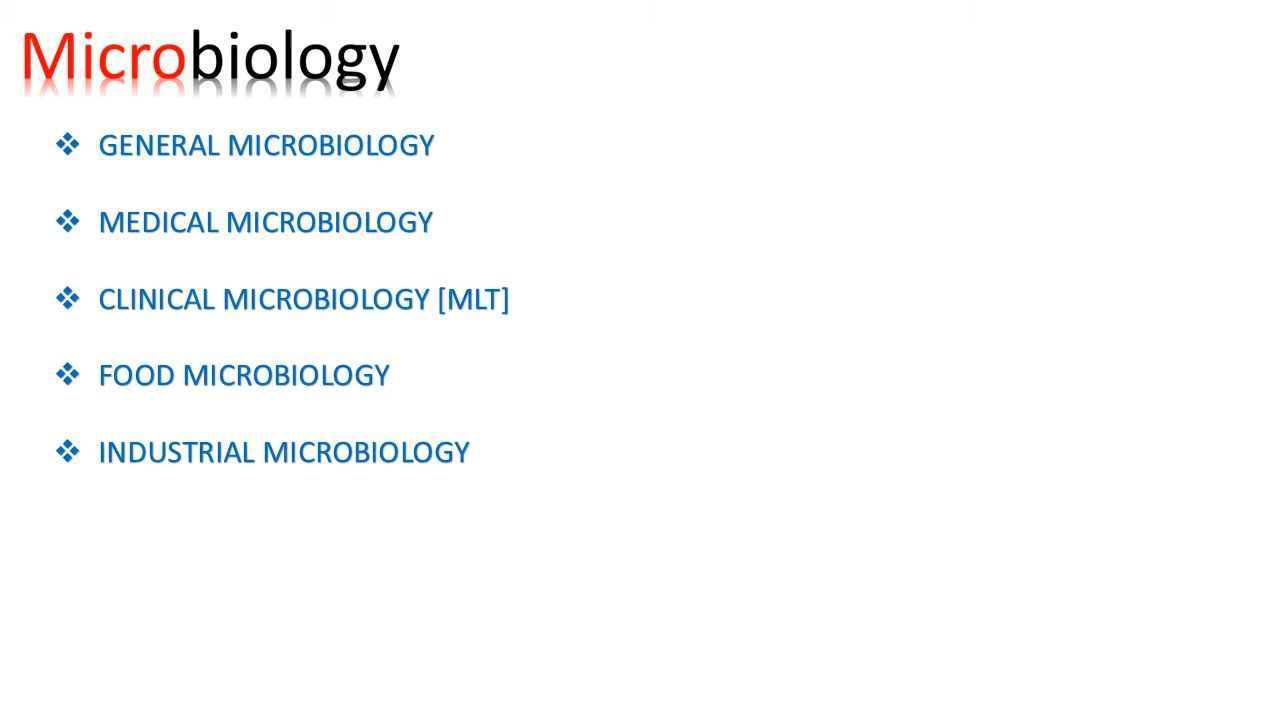 Microbiology
❖ GENERAL MICROBIOLOGY
❖ MEDICAL MICROBIOLOGY
❖ CLINICAL MICROBIOLOGY [MLT]
❖ FOOD MICROBIOLOGY
❖ INDUSTRIAL MICROBIOLOGY